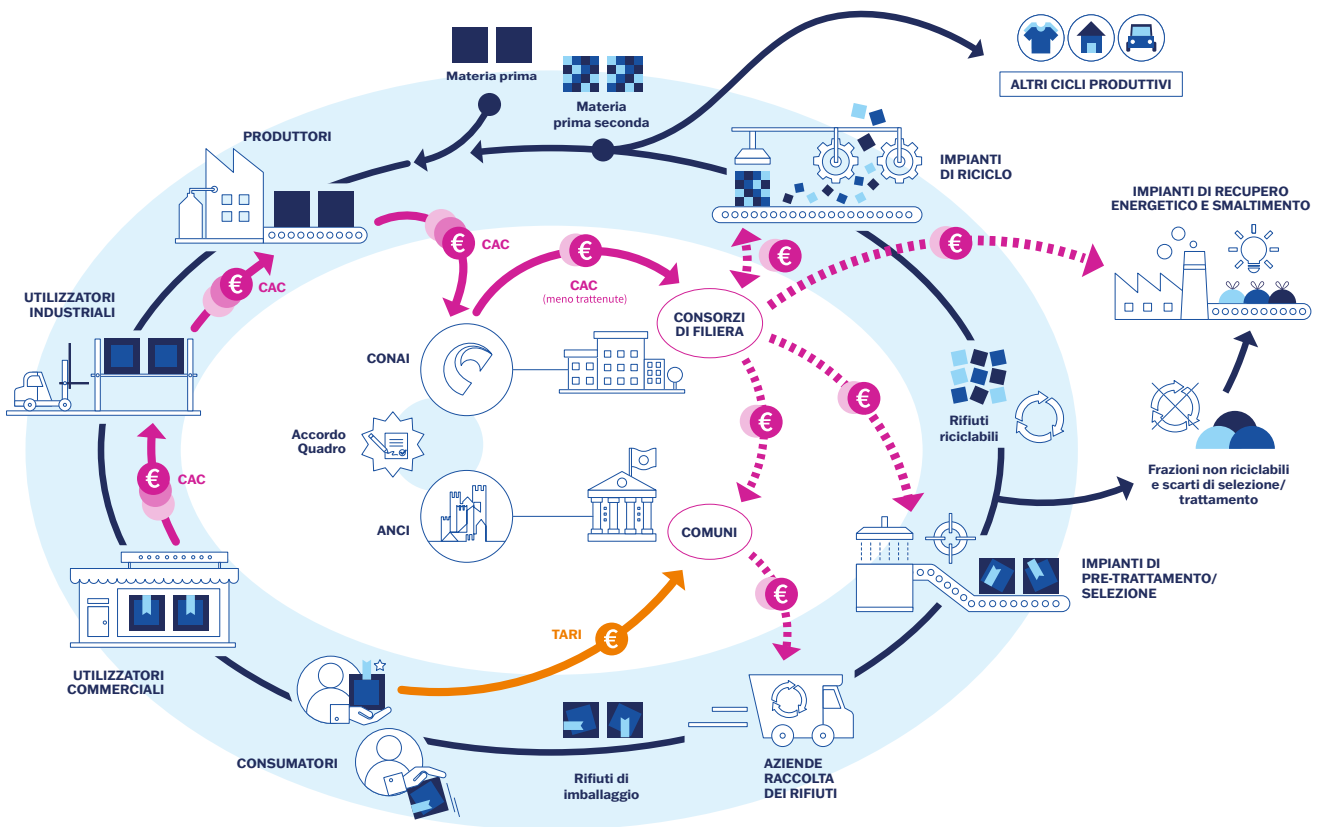 Materia prima
Materia
prima seconda
ALTRI CICLI PRODUTTIVI
PRODUTTORI
IMPIANTI
DI RICICLO
IMPIANTI DI RECUPERO
ENERGETICO E SMALTIMENTO
€
CAC
€
CAC
(meno trattenute)
€
€
€
CAC
UTILIZZATORI
INDUSTRIALI
CONSORZI
DI FILIERA
CONAI
€
€
Rifiuti
riciclabili
Accordo
Quadro
€
CAC
Frazioni non riciclabili
e scarti di selezione/
trattamento
ANCI
COMUNI
IMPIANTI DI
PRE-TRATTAMENTO/
SELEZIONE
€
TARI
€
UTILIZZATORI
COMMERCIALI
CONSUMATORI
Rifiuti di
imballaggio
AZIENDE
RACCOLTA
DEI RIFIUTI